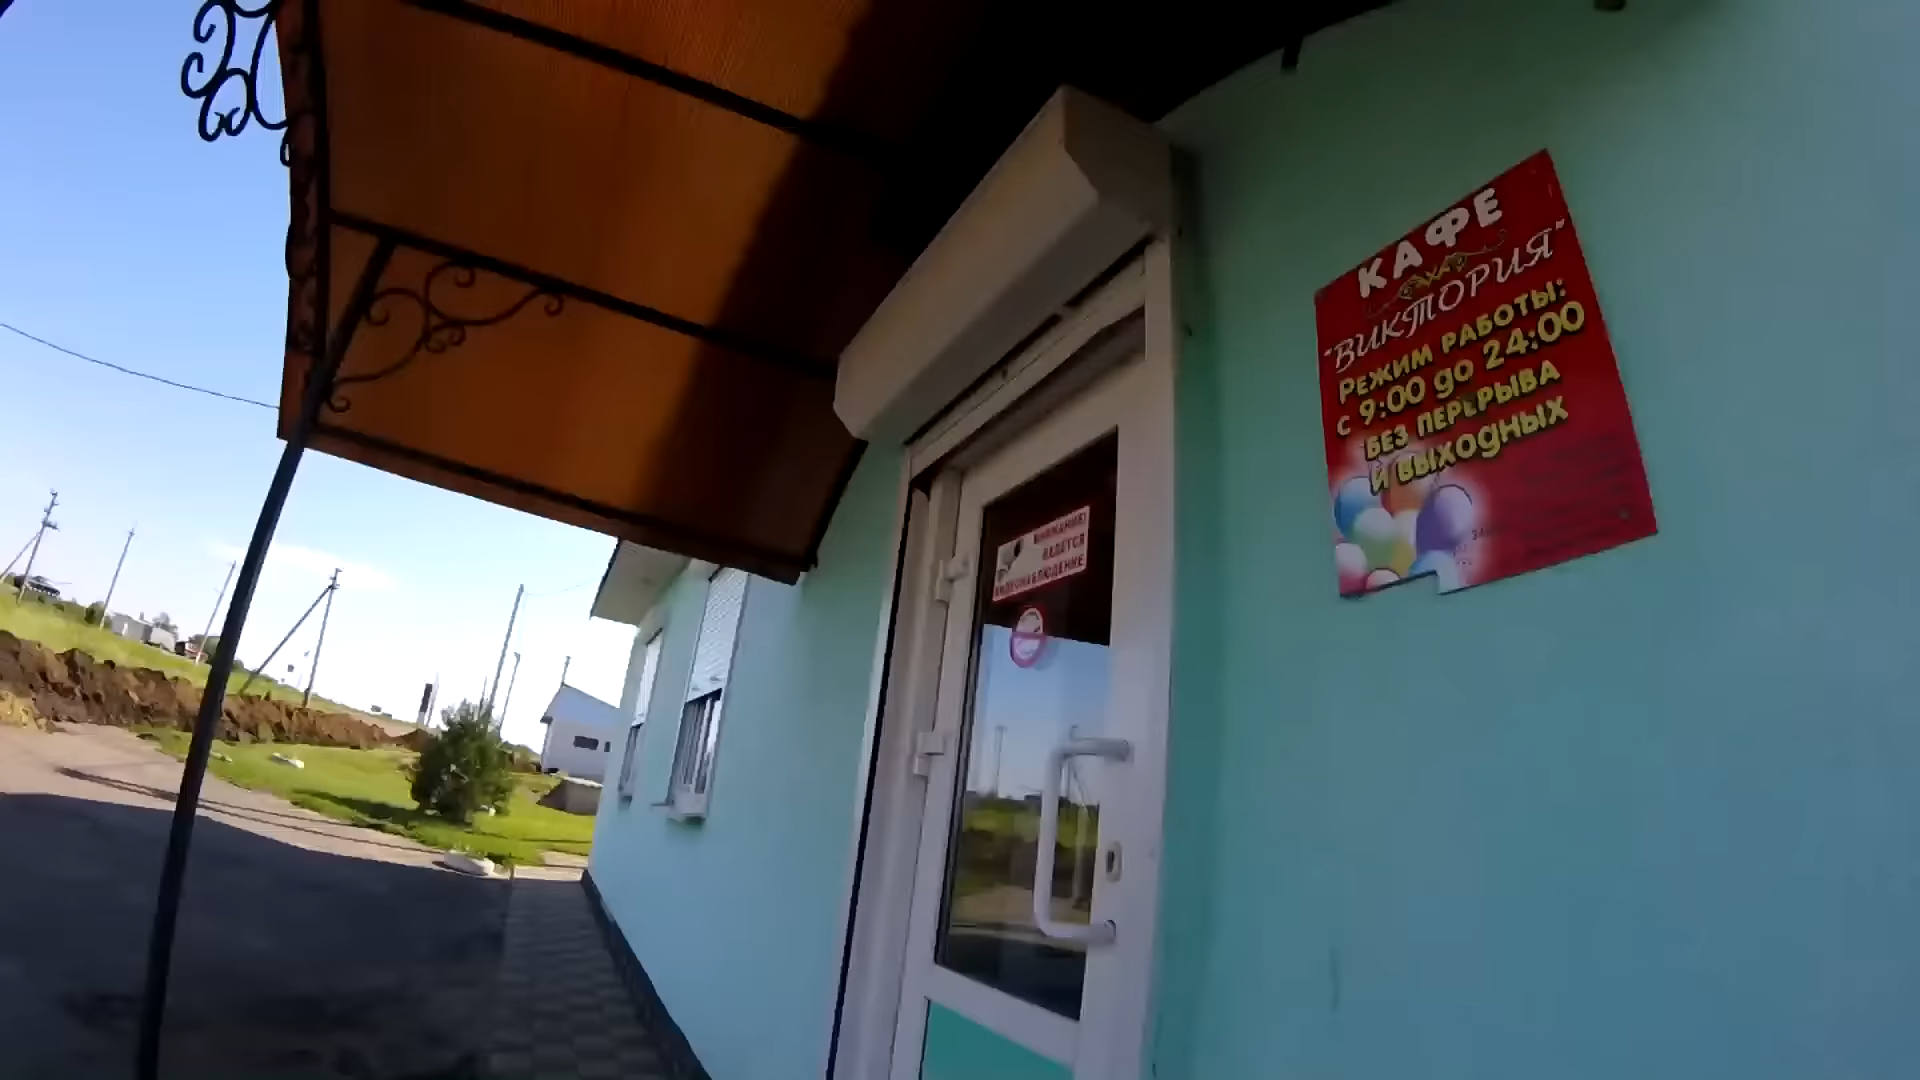 КАФЕ
"ВИКТОРИЯ"
РЕЖИМ РАБОТЫ:
С 9:00 до 24:00
БЕЗ ПЕРЕРЫВА
И ВЫХОДНЫХ
ВНИМАНИЕ!
ВЕДЕТСЯ
ВИДЕОНАБЛЮДЕНИЕ